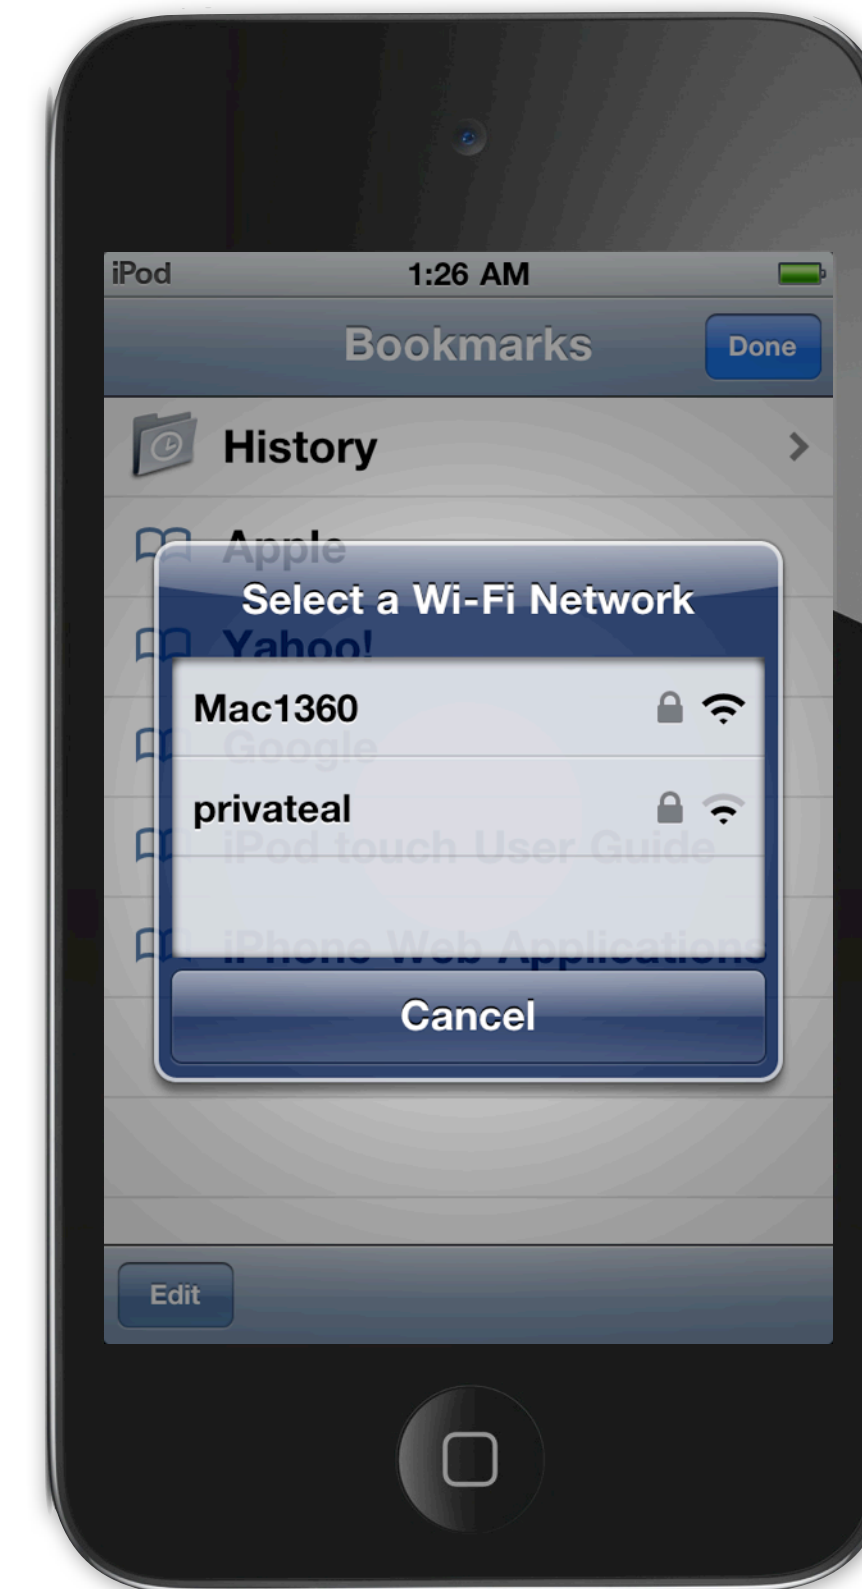 iPod 1:26 AM
Bookmarks Done
History
Apple
Select a Wi-Fi Network
Yahoo!
Mac1360
Google
privateal
iPod touch User Guide
iPhone Web Applications
Cancel
Edit